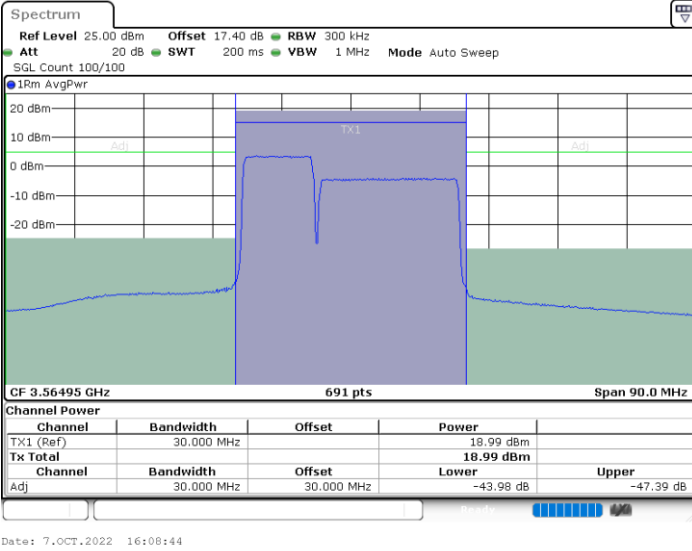 Spectrum
Ref Level 25.00 dBm Offset 17.40 dB RBW 300 kHz
Att 20 dB SWT 200 ms VBW 1 MHz Mode Auto Sweep
SGL Count 100/100
1Rm AvgPwr
20 dBm
TX1
10 dBm
Adj Adj
0 dBm
-10 dBm
-20 dBm
CF 3.56495 GHz 691 pts Span 90.0 MHz
Channel Power
Channel Bandwidth Offset Power
TX1 (Ref) 30.000 MHz 18.99 dBm
Tx Total 18.99 dBm
Channel Bandwidth Offset Lower Upper
Adj 30.000 MHz 30.000 MHz -43.98 dB -47.39 dB
Ready
Date: 7.OCT.2022 16:08:44